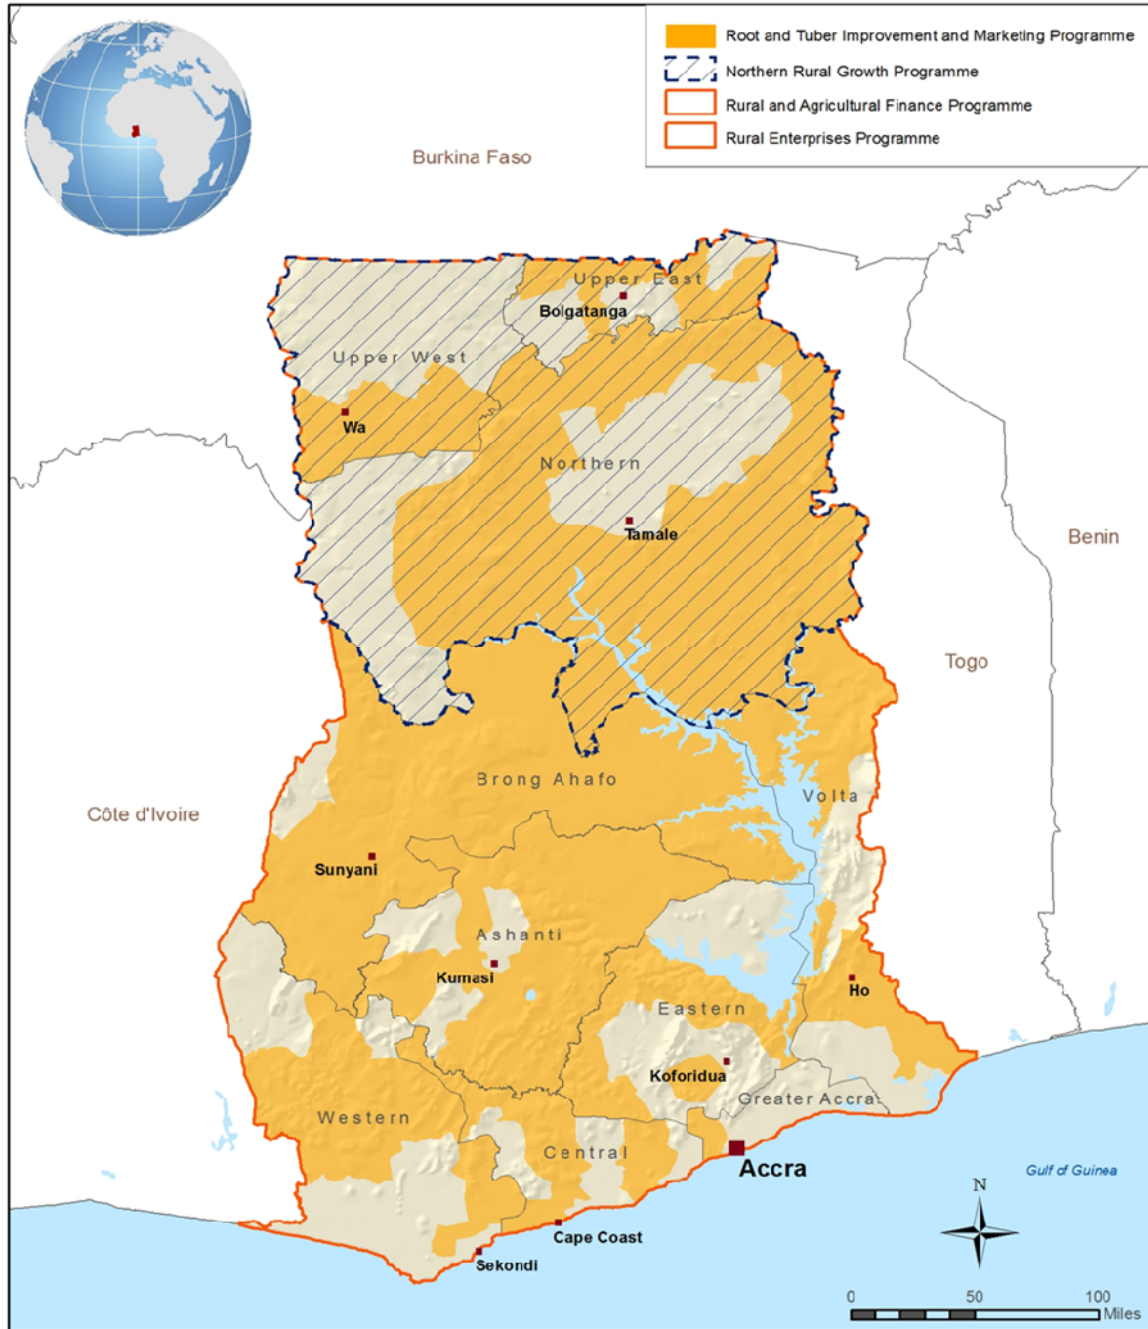 Root and Tuber Improvement and Marketing Programme
Northern Rural Growth Programme
Rural and Agricultural Finance Programme
Rural Enterprises Programme
Burkina Faso
Upper East
Bolgatanga
Upper West
Wa
Northern
Tamale
Benin
Togo
Brong Ahafo
Volta
Côte d'Ivoire
Sunyani
Ashanti
Kumasi
Ho
Eastern
Koforidua
Greater Accra
Western
Central
Accra
Gulf of Guinea
N
Cape Coast
Sekondi
0 50 100
Miles